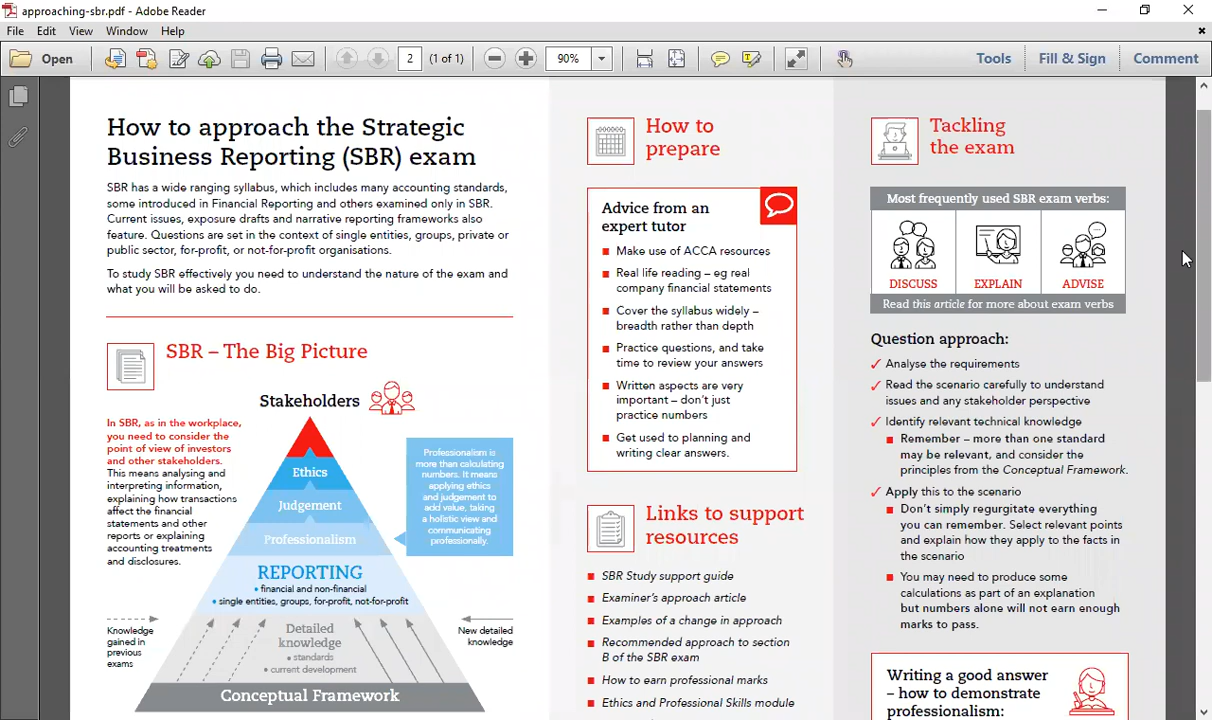 approaching-sbr.pdf - Adobe Reader
File Edit View Window Help
Open
2 (1 of 1)
90%
Tools
Fill & Sign
Comment
How to approach the Strategic
Business Reporting (SBR) exam
SBR has a wide ranging syllabus, which includes many accounting standards,
some introduced in Financial Reporting and others examined only in SBR.
Current issues, exposure drafts and narrative reporting frameworks also
feature. Questions are set in the context of single entities, groups, private or
public sector, for-profit, or not-for-profit organisations.
To study SBR effectively you need to understand the nature of the exam and
what you will be asked to do.
SBR – The Big Picture
Stakeholders
In SBR, as in the workplace,
you need to consider the
point of view of investors
and other stakeholders.
This means analysing and
interpreting information,
explaining how transactions
affect the financial
statements and other
reports or explaining
accounting treatments
and disclosures.
Ethics
Judgement
Professionalism
REPORTING
• financial and non-financial
• single entities, groups, for-profit, not-for-profit
Professionalism is
more than calculating
numbers. It means
applying ethics
and judgement to
add value, taking
a holistic view and
communicating
professionally.
Knowledge
gained in
previous
exams
Detailed
knowledge
• standards
• current development
New detailed
knowledge
Conceptual Framework
How to
prepare
Advice from an
expert tutor
Make use of ACCA resources
Real life reading – eg real
company financial statements
Cover the syllabus widely –
breadth rather than depth
Practice questions, and take
time to review your answers
Written aspects are very
important – don't just
practice numbers
Get used to planning and
writing clear answers.
Links to support
resources
SBR Study support guide
Examiner's approach article
Examples of a change in approach
Recommended approach to section
B of the SBR exam
How to earn professional marks
Ethics and Professional Skills module
Tackling
the exam
Most frequently used SBR exam verbs:
DISCUSS
EXPLAIN
ADVISE
Read this article for more about exam verbs
Question approach:
✓ Analyse the requirements
✓ Read the scenario carefully to understand
issues and any stakeholder perspective
✓ Identify relevant technical knowledge
Remember – more than one standard
may be relevant, and consider the
principles from the Conceptual Framework.
✓ Apply this to the scenario
Don't simply regurgitate everything
you can remember. Select relevant points
and explain how they apply to the facts in
the scenario
You may need to produce some
calculations as part of an explanation
but numbers alone will not earn enough
marks to pass.
Writing a good answer
– how to demonstrate
professionalism: